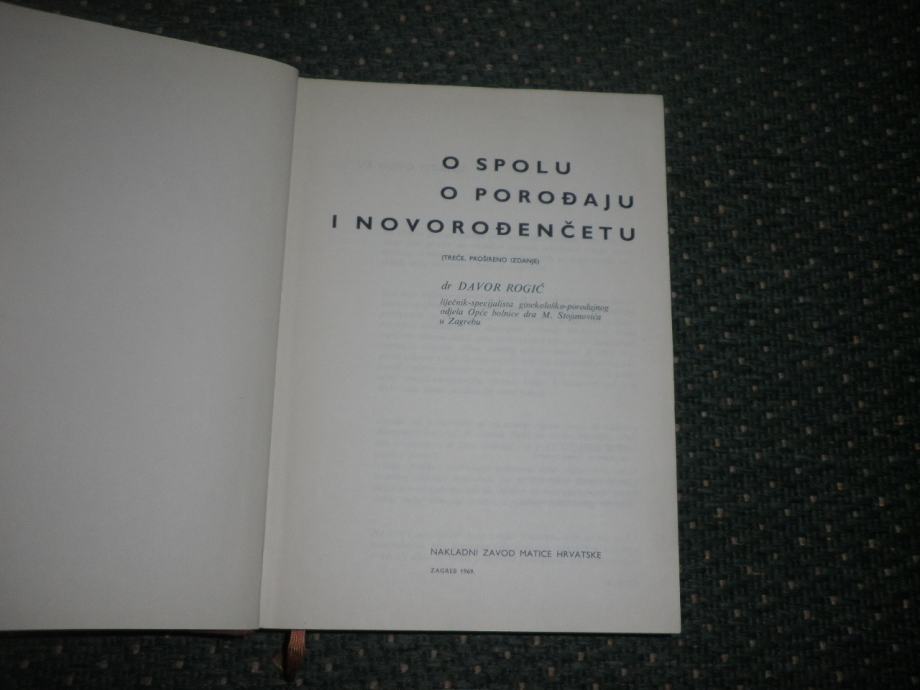 O SPOLU
O POROĐAJU
I NOVOROĐENČETU
(TREĆE, PROŠIRENO IZDANJE)
dr DAVOR ROGIĆ
liječnik-specijalista ginekološko-porođajnog
odjela Opće bolnice dra M. Stojanovića
u Zagrebu
NAKLADNI ZAVOD MATICE HRVATSKE
ZAGREB 1969.